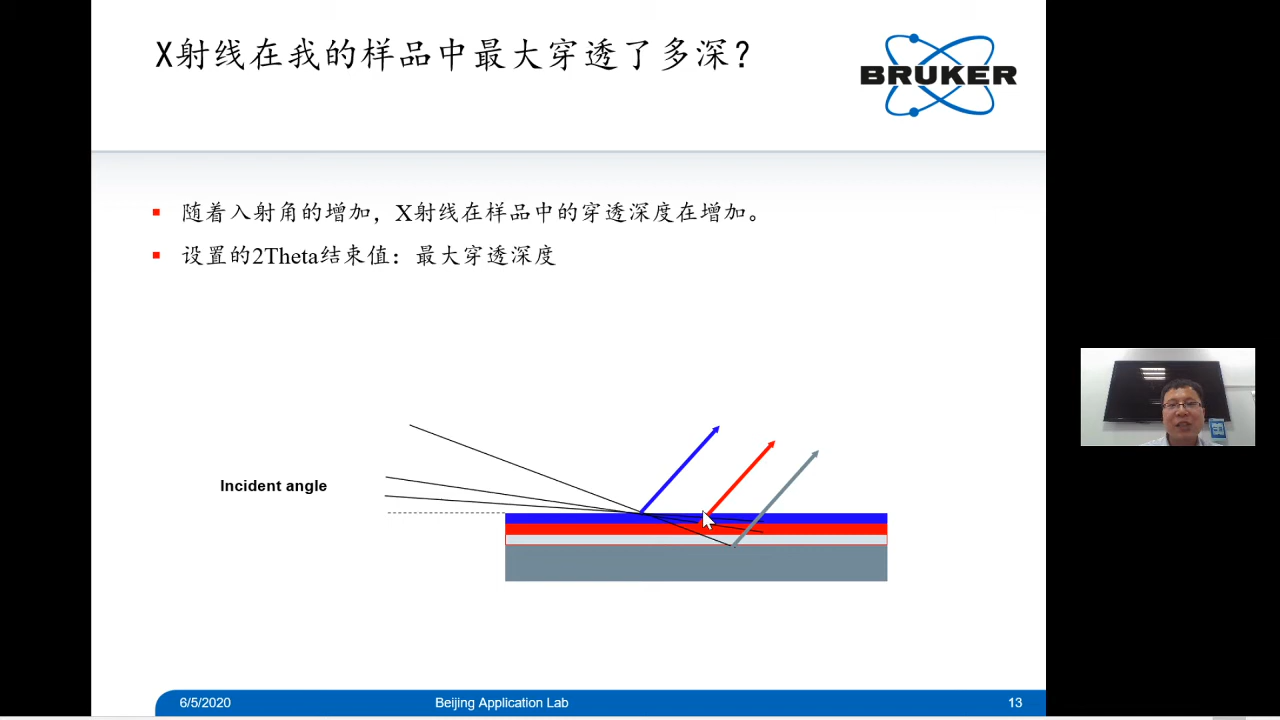 X射线在我的样品中最大穿透了多深?
BRUKER
随着入射角的增加，X射线在样品中的穿透深度在增加。
设置的2Theta结束值：最大穿透深度
Incident angle
6/5/2020
Beijing Application Lab
13